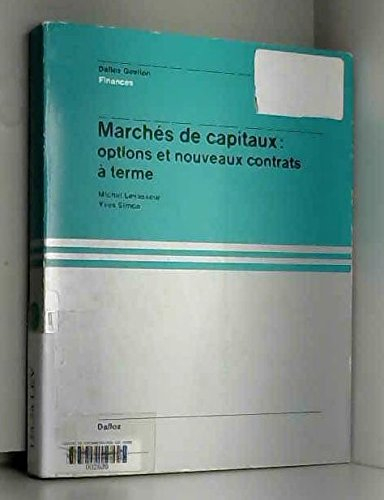 Dalloz Gestion
Finances
Marchés de capitaux:
options et nouveaux contrats
à terme
Michel Levasseur
Yves Simon
Dalloz